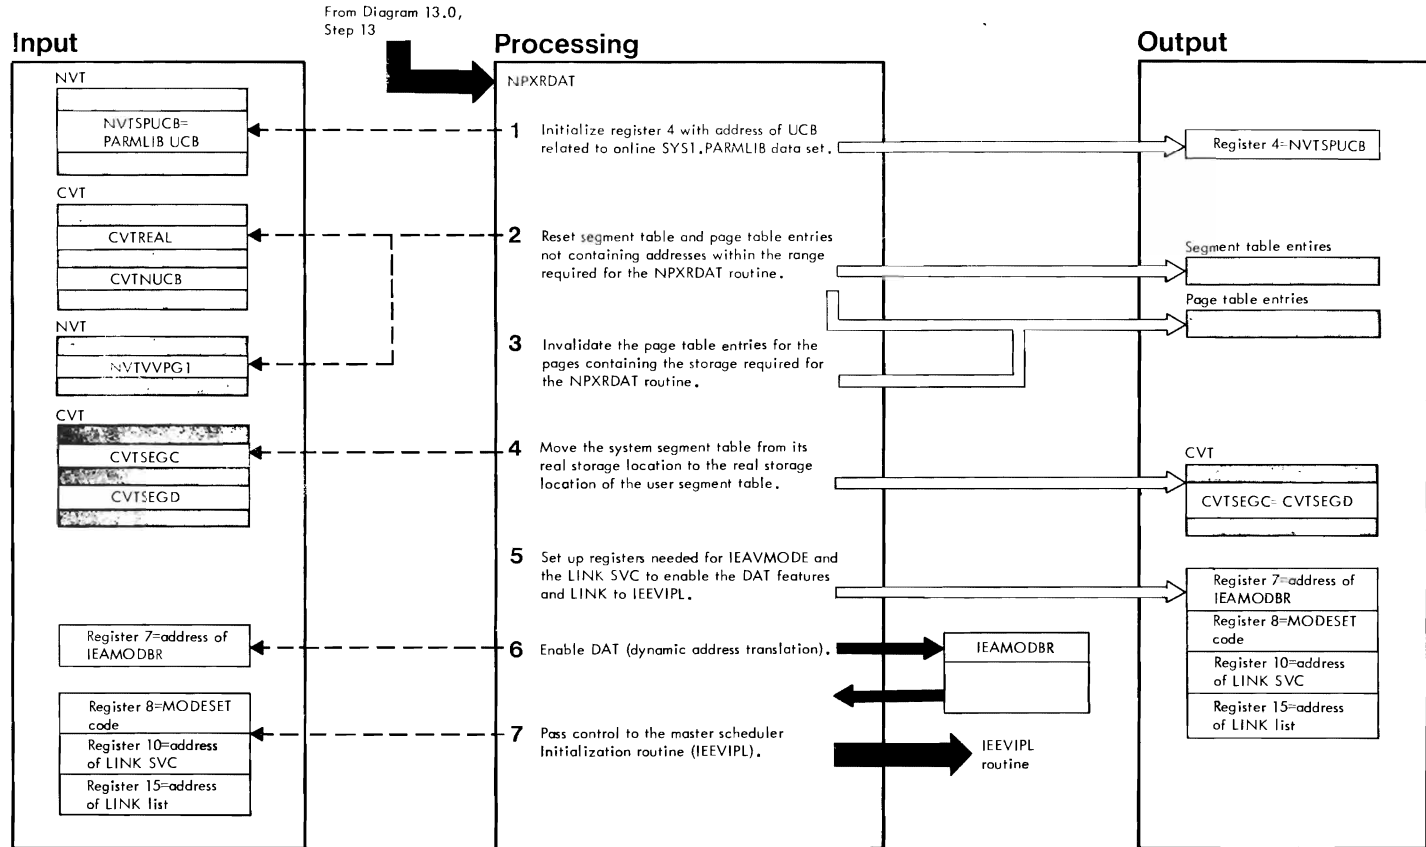 From Diagram 13.0,
Step 13
Input
Processing
Output
NVT
NVTSPUCB=
PARMLIB UCB
CVT
CVTREAL
CVTNUCB
NVT
NVTVVPG1
CVT
CVTSEGC
CVTSEGD
Register 7=address of
IEAMODBR
Register 8=MODESET
code
Register 10=address
of LINK SVC
Register 15=address
of LINK list
NPXRDAT
1 Initialize register 4 with address of UCB
related to online SYS1.PARMLIB data set.
2 Reset segment table and page table entries
not containing addresses within the range
required for the NPXRDAT routine.
3 Invalidate the page table entries for the
pages containing the storage required for
the NPXRDAT routine.
4 Move the system segment table from its
real storage location to the real storage
location of the user segment table.
5 Set up registers needed for IEAVMODE and
the LINK SVC to enable the DAT features
and LINK to IEEVIPL.
6 Enable DAT (dynamic address translation).
7 Pass control to the master scheduler
Initialization routine (IEEVIPL).
IEAMODBR
IEEVIPL
routine
Register 4=NVTSPUCB
Segment table entires
Page table entries
CVT
CVTSEGC=CVTSEGD
Register 7=address of
IEAMODBR
Register 8=MODESET
code
Register 10=address
of LINK SVC
Register 15=address
of LINK list